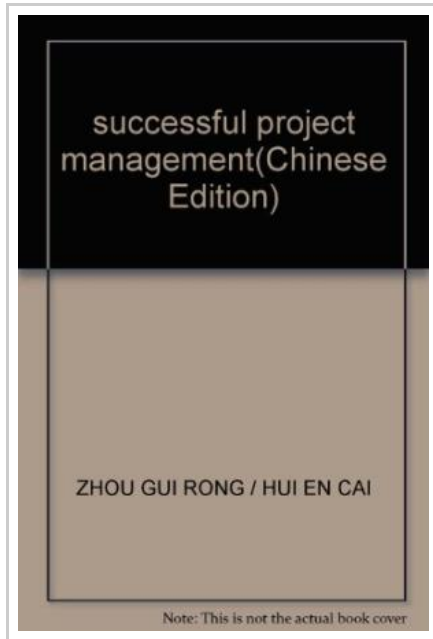 successful project
management(Chinese
Edition)
ZHOU GUI RONG / HUI EN CAI
Note: This is not the actual book cover